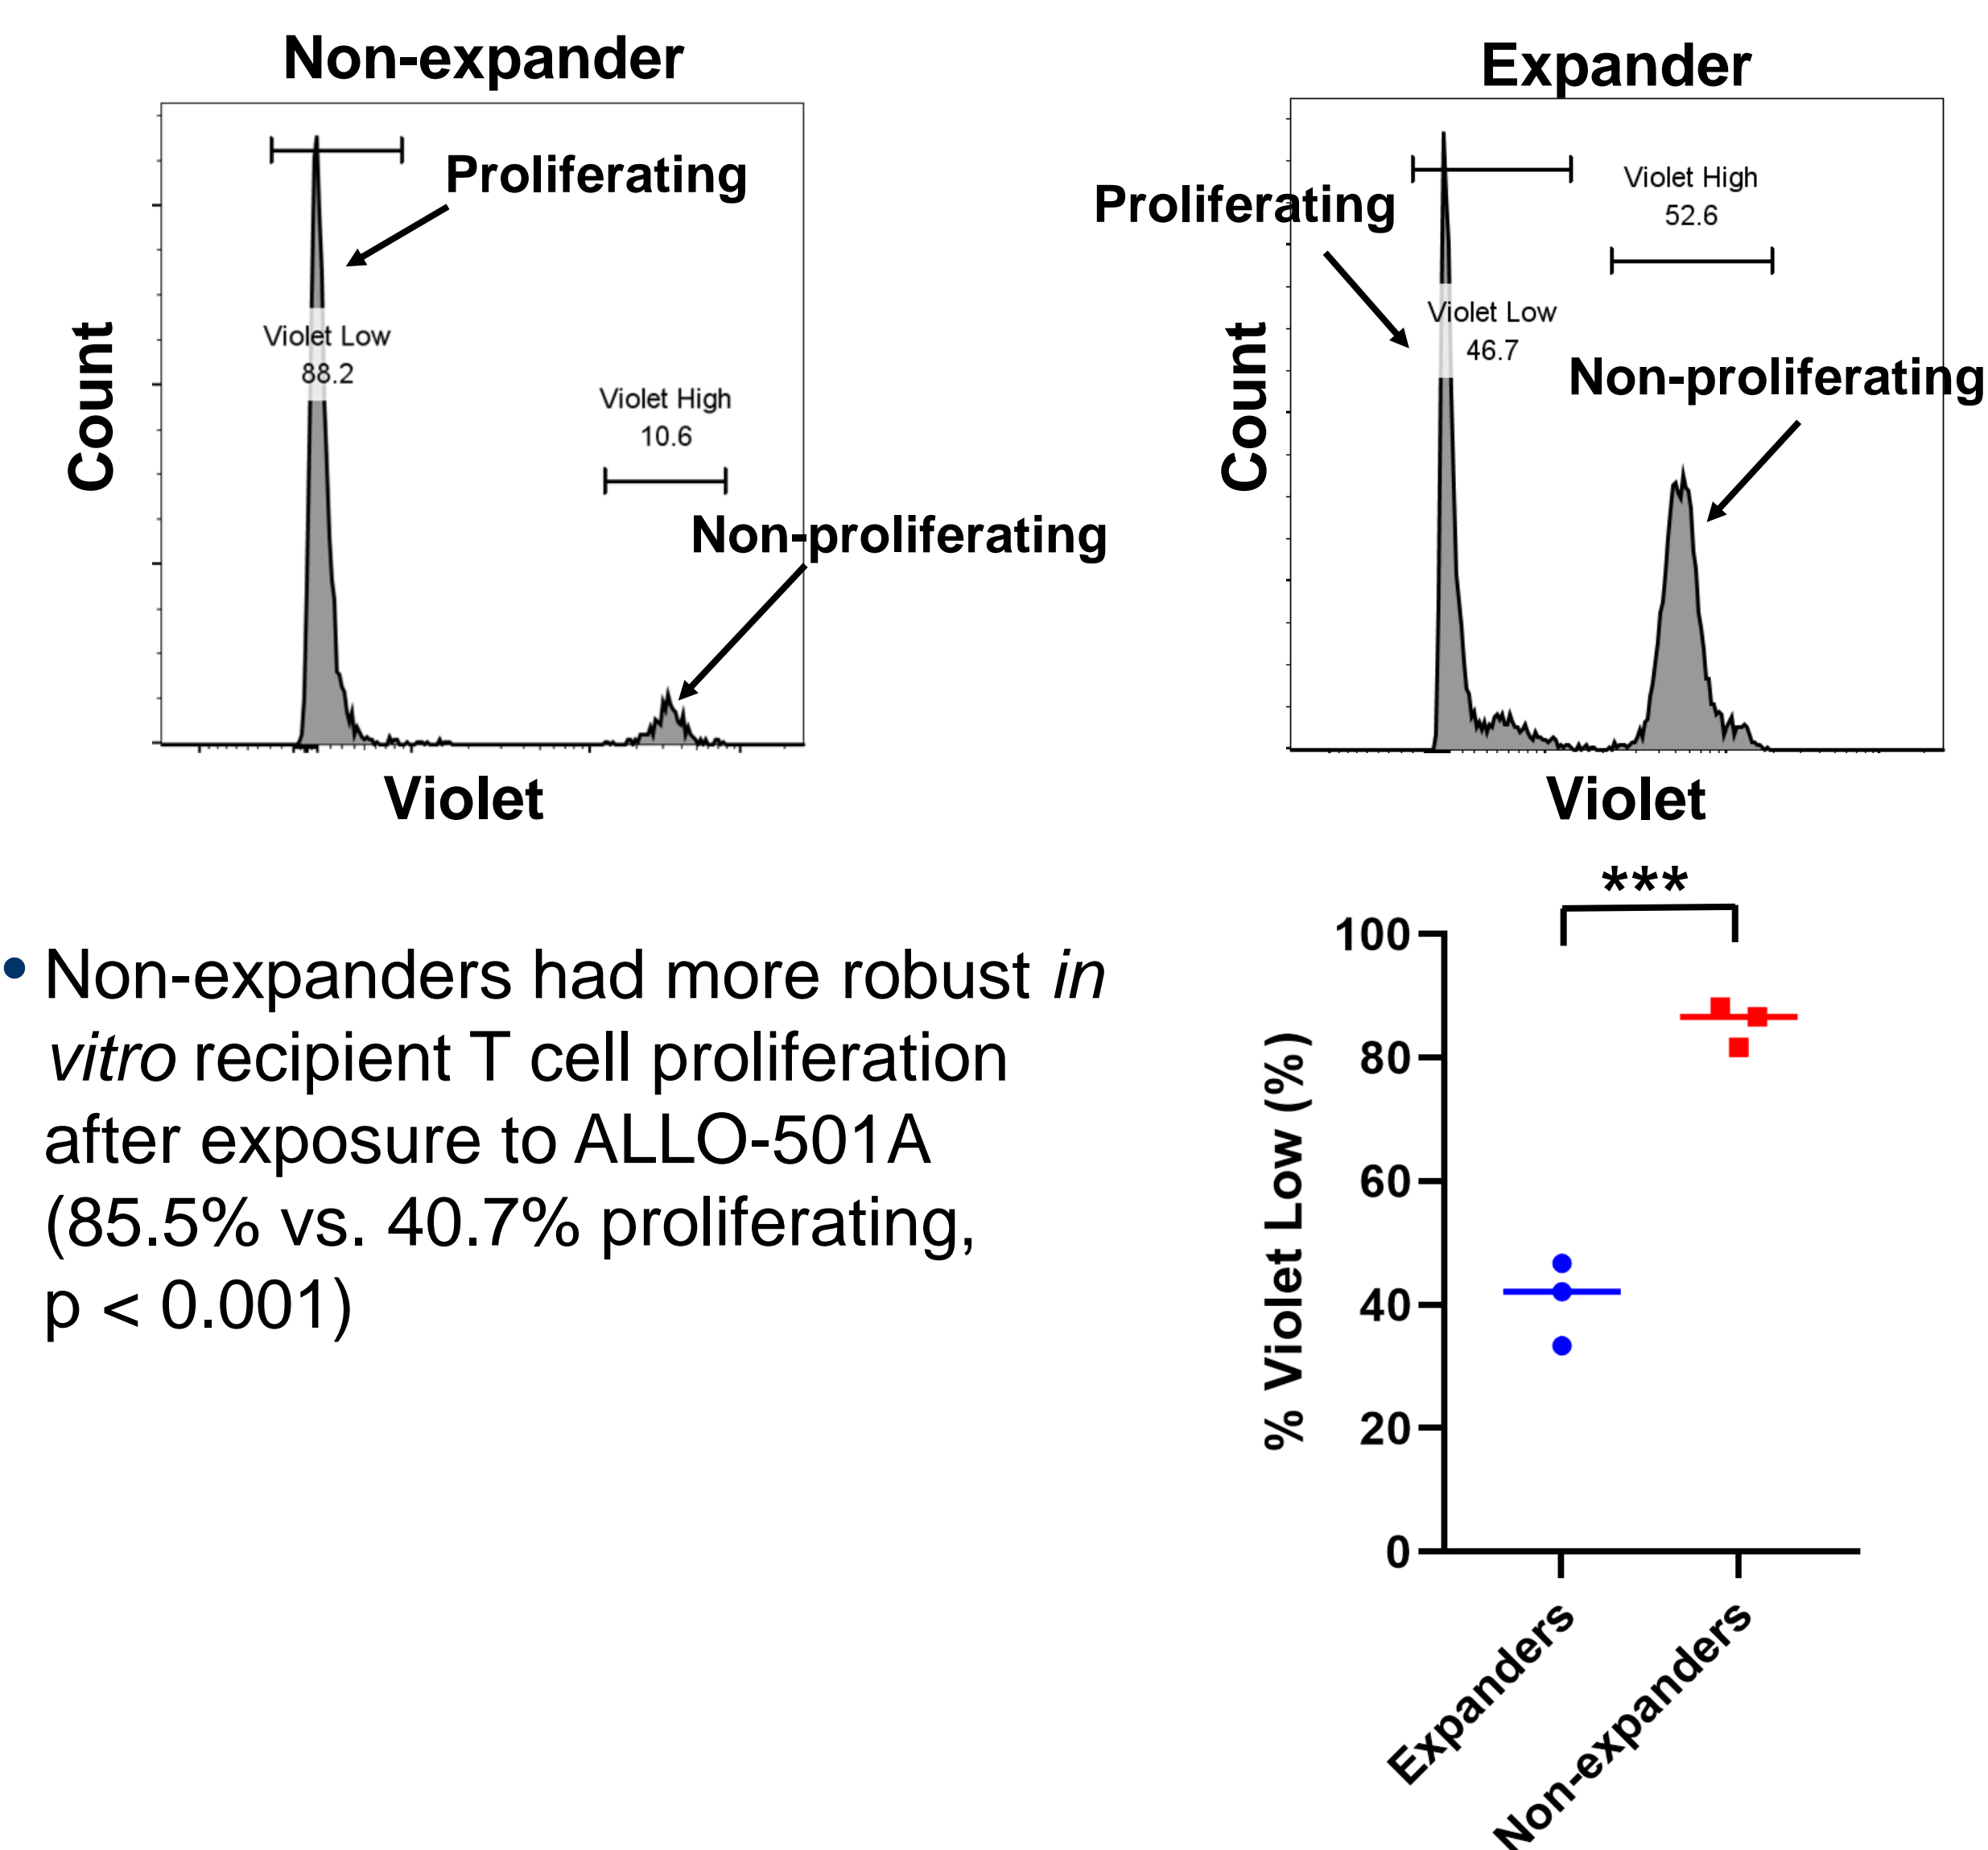 Non-expander
Proliferating
Violet Low
88.2
Violet High
10.6
Non-proliferating
Count
Violet
Expander
Proliferating
Violet High
52.6
Violet Low
46.7
Non-proliferating
Count
Violet
• Non-expanders had more robust in
vitro recipient T cell proliferation
after exposure to ALLO-501A
(85.5% vs. 40.7% proliferating,
p < 0.001)
***
% Violet Low (%)
100
80
60
40
20
0
Expanders
Non-expanders